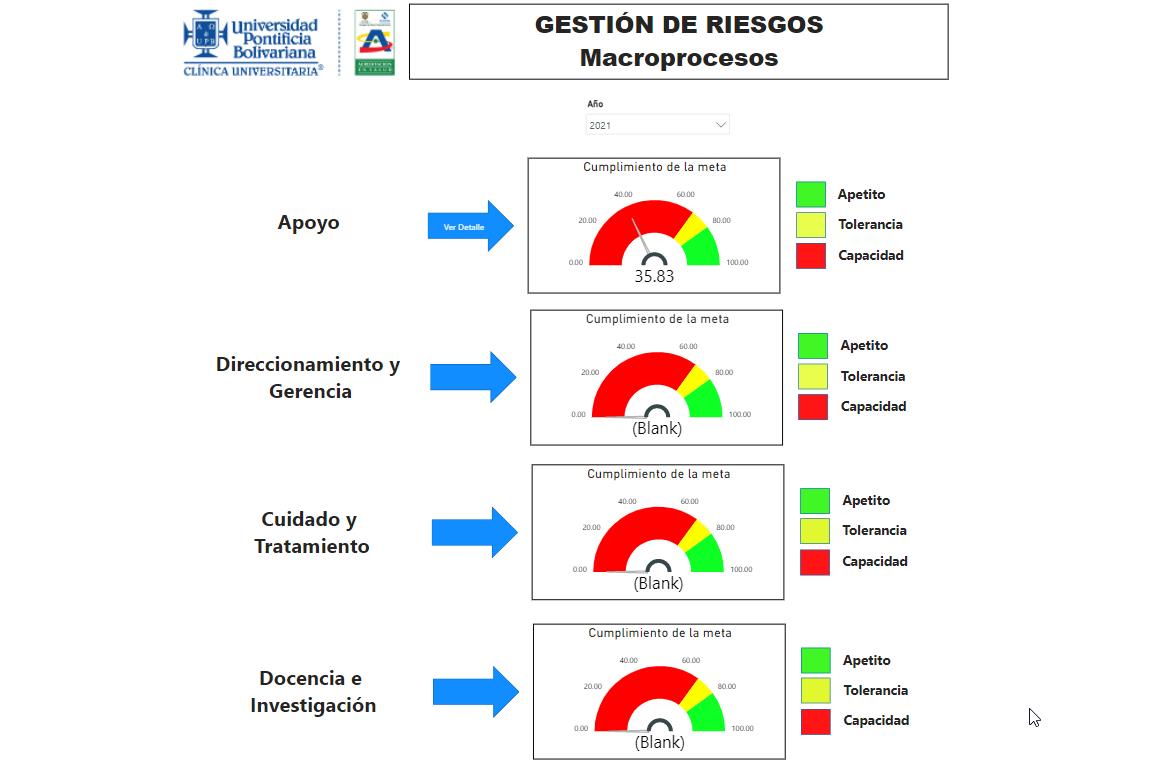 Universidad
Pontificia
Bolivariana
CLÍNICA UNIVERSITARIA®
GESTIÓN DE RIESGOS
Macroprocesos
Año
2021
Apoyo
Ver Detalle
Cumplimiento de la meta
0.00
20.00
40.00
60.00
80.00
100.00
35.83
Apetito
Tolerancia
Capacidad
Direccionamiento y
Gerencia
Cumplimiento de la meta
0.00
20.00
40.00
60.00
80.00
100.00
(Blank)
Apetito
Tolerancia
Capacidad
Cuidado y
Tratamiento
Cumplimiento de la meta
0.00
20.00
40.00
60.00
80.00
100.00
(Blank)
Apetito
Tolerancia
Capacidad
Docencia e
Investigación
Cumplimiento de la meta
0.00
20.00
40.00
60.00
80.00
100.00
(Blank)
Apetito
Tolerancia
Capacidad